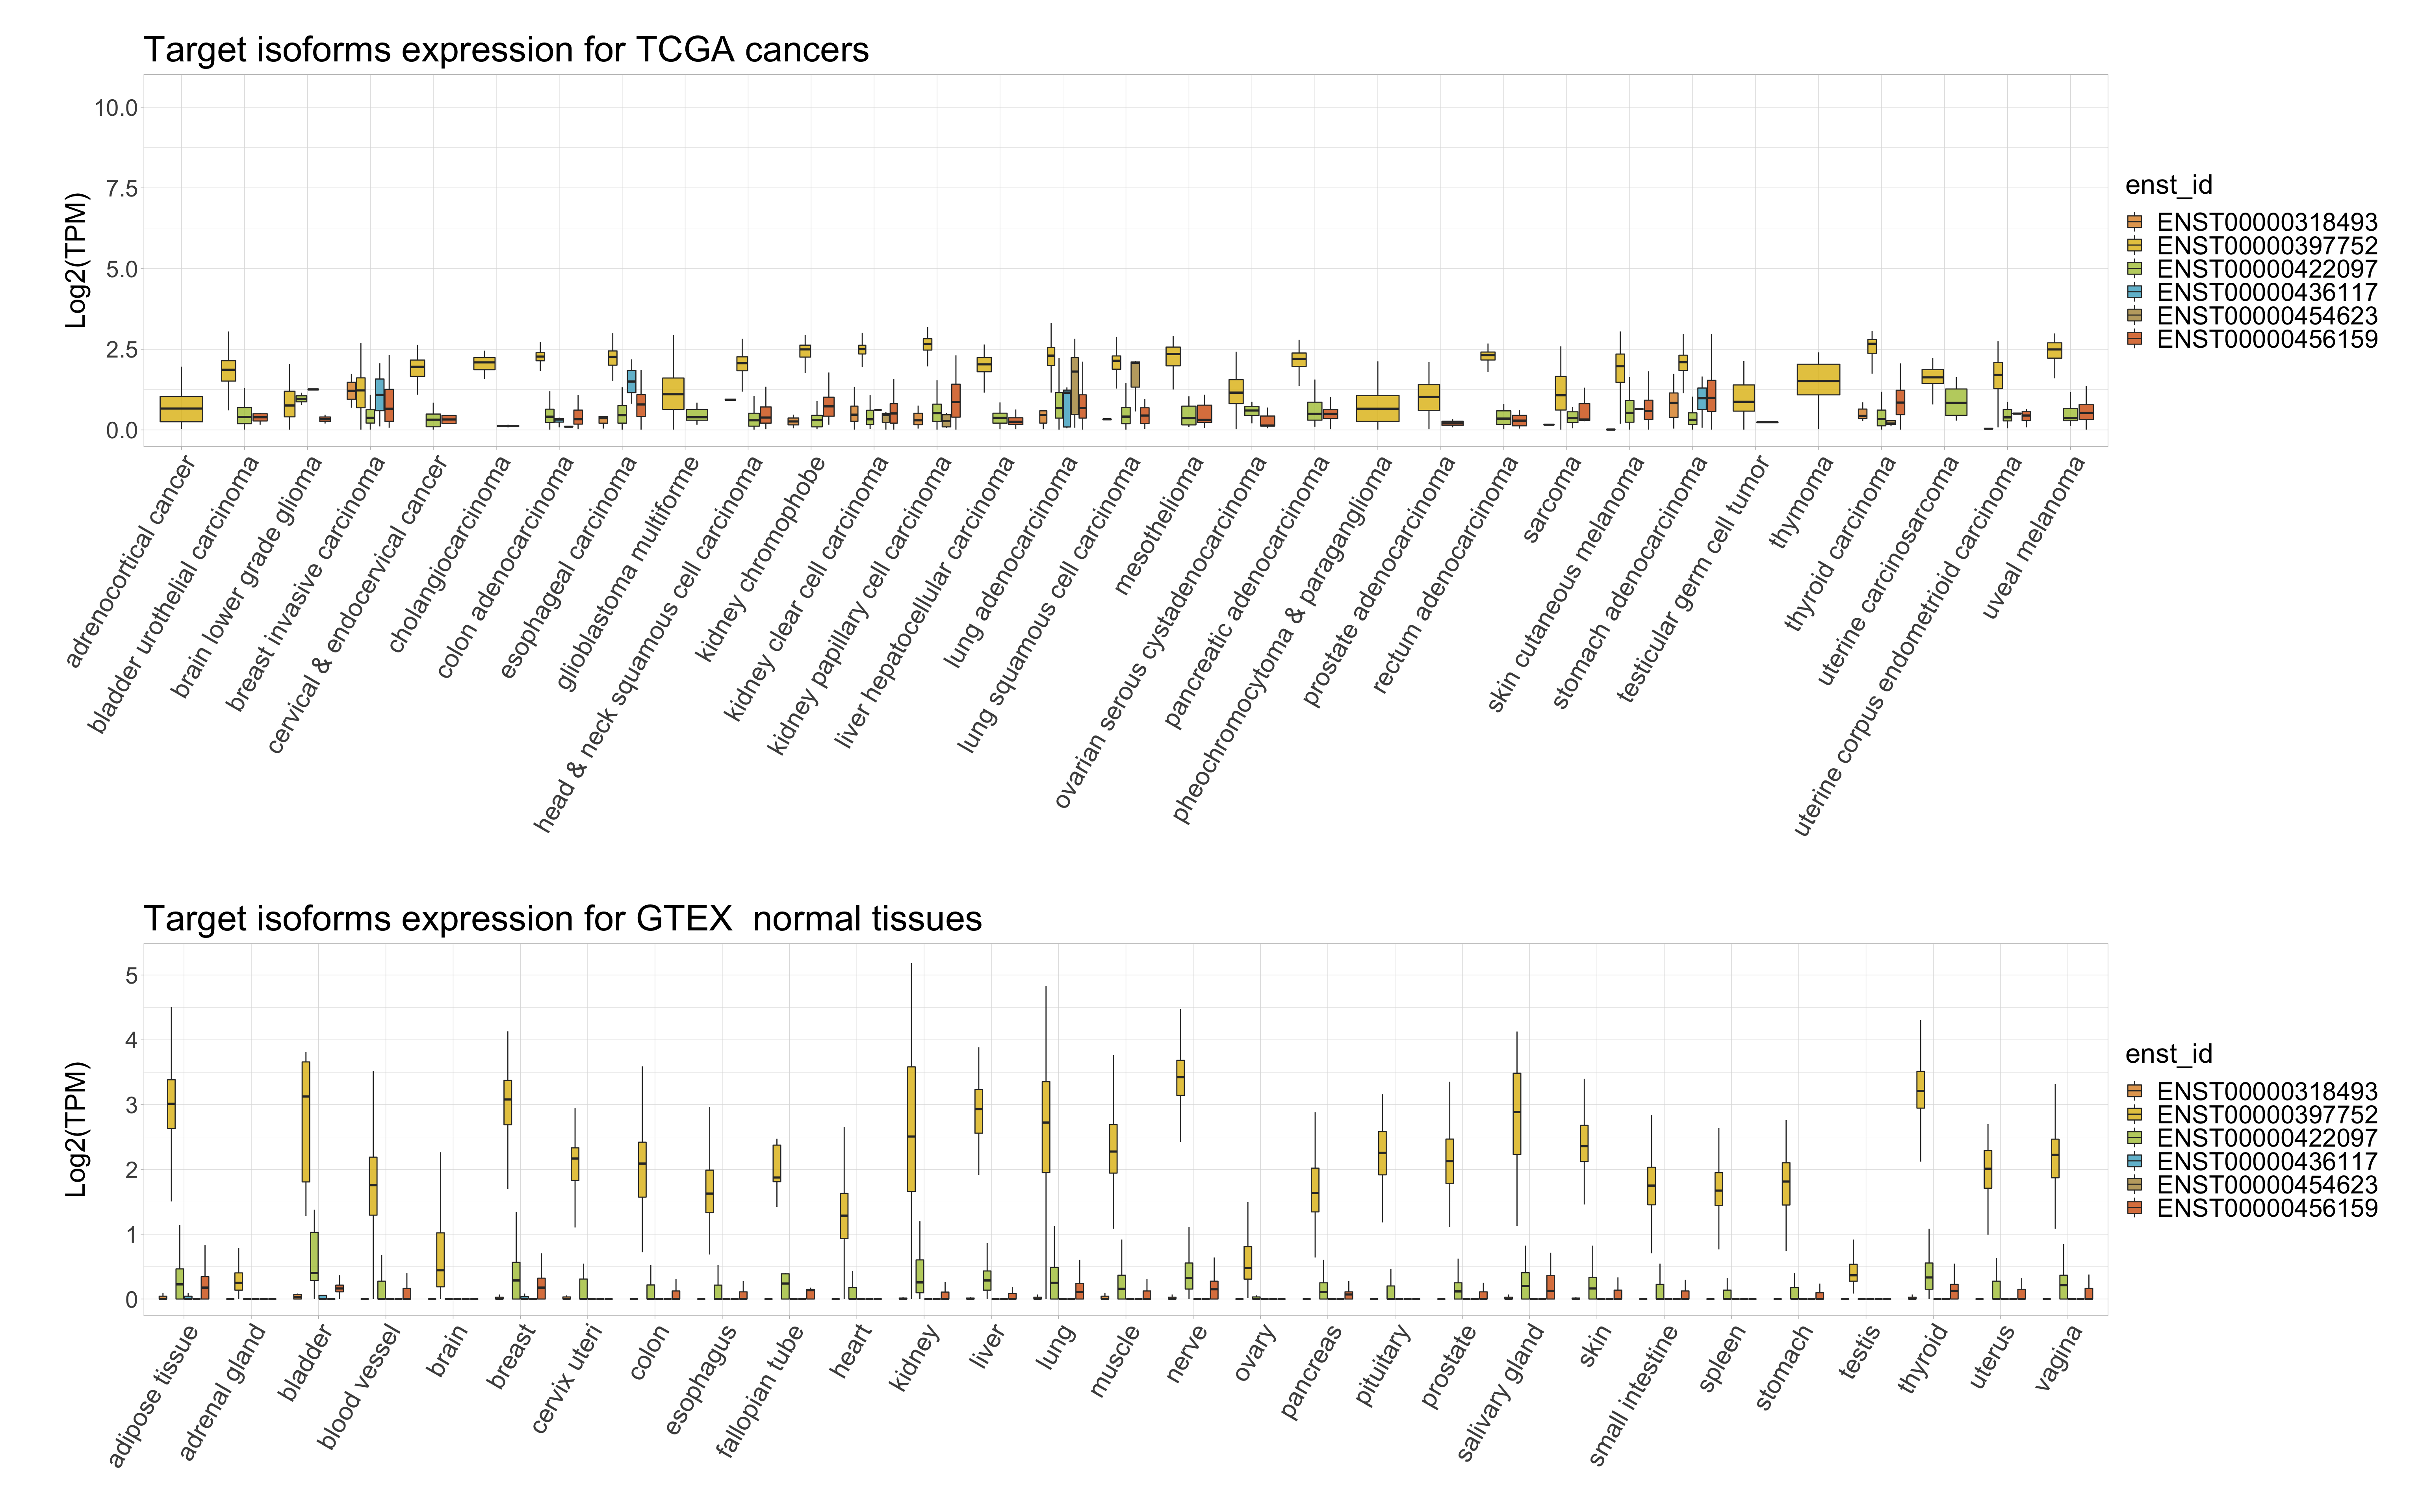 Target isoforms expression for TCGA cancers
Log2(TPM)
10.0
7.5
5.0
2.5
0.0
adrenocortical cancer
bladder urothelial carcinoma
brain lower grade glioma
breast invasive carcinoma
cervical & endocervical cancer
cholangiocarcinoma
colon adenocarcinoma
esophageal carcinoma
glioblastoma multiforme
head & neck squamous cell carcinoma
kidney chromophobe
kidney clear cell carcinoma
kidney papillary cell carcinoma
liver hepatocellular carcinoma
lung adenocarcinoma
lung squamous cell carcinoma
mesothelioma
ovarian serous cystadenocarcinoma
pancreatic adenocarcinoma
pheochromocytoma & paraganglioma
prostate adenocarcinoma
rectum adenocarcinoma
sarcoma
skin cutaneous melanoma
stomach adenocarcinoma
testicular germ cell tumor
thymoma
thyroid carcinoma
uterine carcinosarcoma
uterine corpus endometrioid carcinoma
uveal melanoma
enst_id
ENST00000318493
ENST00000397752
ENST00000422097
ENST00000436117
ENST00000454623
ENST00000456159
Target isoforms expression for GTEX  normal tissues
Log2(TPM)
5
4
3
2
1
0
adipose tissue
adrenal gland
bladder
blood vessel
brain
breast
cervix uteri
colon
esophagus
fallopian tube
heart
kidney
liver
lung
muscle
nerve
ovary
pancreas
pituitary
prostate
salivary gland
skin
small intestine
spleen
stomach
testis
thyroid
uterus
vagina
enst_id
ENST00000318493
ENST00000397752
ENST00000422097
ENST00000436117
ENST00000454623
ENST00000456159